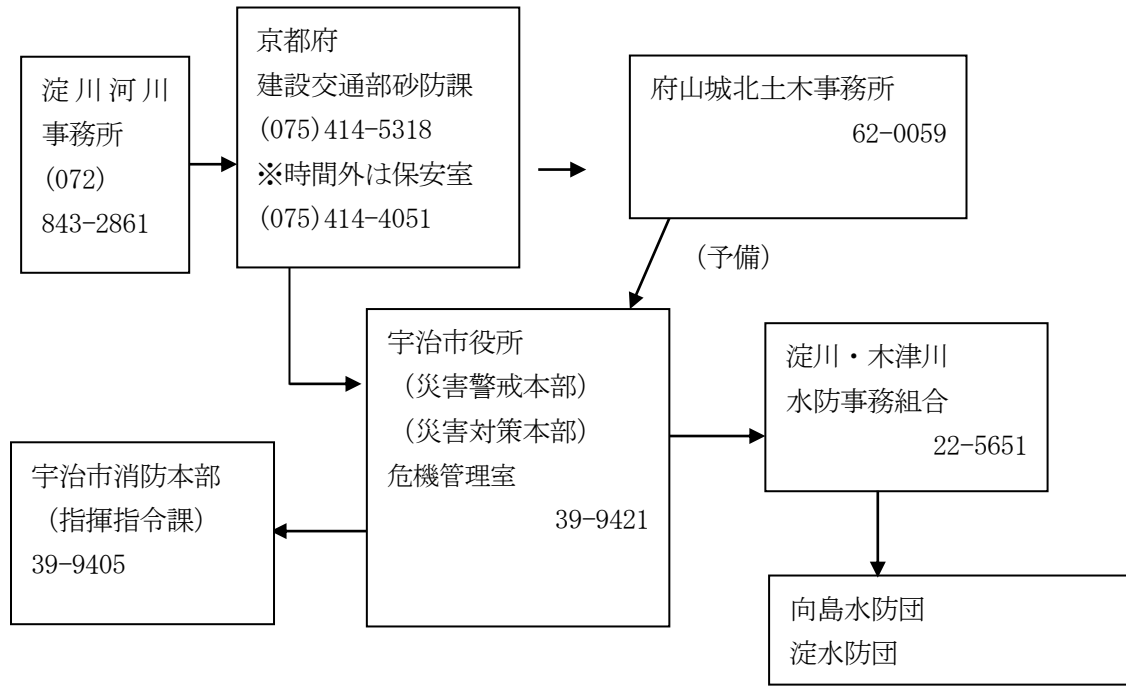 淀川河川
事務所
(072)
843-2861
京都府
建設交通部砂防課
(075)414-5318
※時間外は保安室
(075)414-4051
府山城北土木事務所
62-0059
(予備)
宇治市役所
(災害警戒本部)
(災害対策本部)
危機管理室
39-9421
淀川・木津川
水防事務組合
22-5651
宇治市消防本部
(指揮指令課)
39-9405
向島水防団
淀水防団